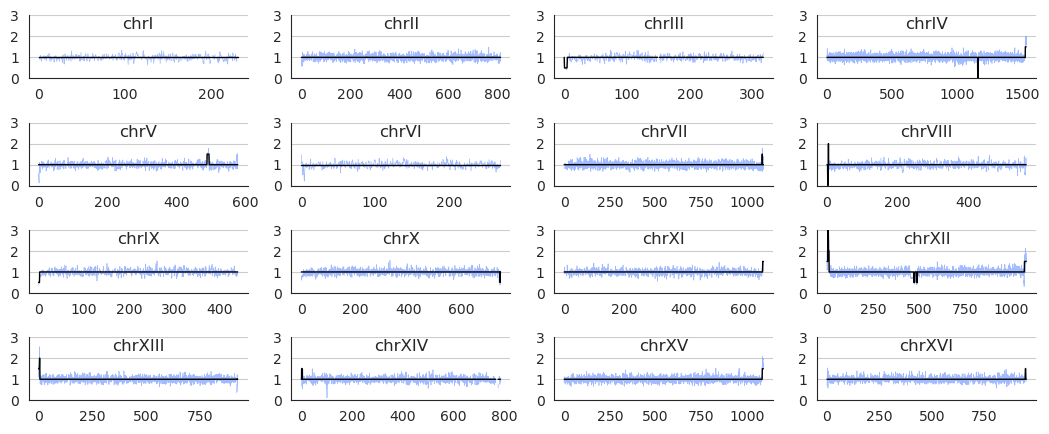 chrI
chrII
chrIII
chrIV
3 2 1 0
3 2 1 0
3 2 1 0
3 2 1 0
0 100 200
0 200 400 600 800
0 100 200 300
0 500 1000 1500
chrV
chrVI
chrVII
chrVIII
3 2 1 0
3 2 1 0
3 2 1 0
3 2 1 0
0 200 400 600
0 100 200
0 250 500 750 1000
0 200 400
chrIX
chrX
chrXI
chrXII
3 2 1 0
3 2 1 0
3 2 1 0
3 2 1 0
0 100 200 300 400
0 200 400 600
0 200 400 600
0 250 500 750 1000
chrXIII
chrXIV
chrXV
chrXVI
3 2 1 0
3 2 1 0
3 2 1 0
3 2 1 0
0 250 500 750
0 200 400 600 800
0 250 500 750 1000
0 250 500 750